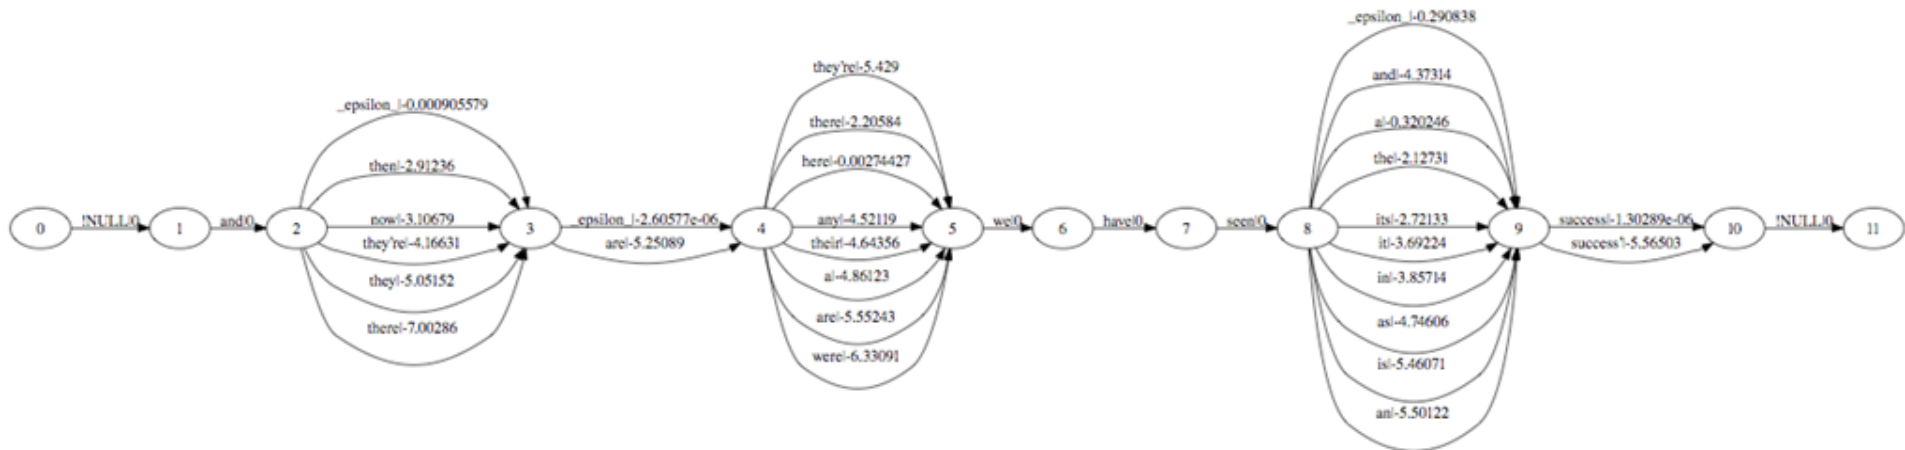 _epsilon_|-0.290838
they're|-5.429
and|-4.37314
_epsilon_|-0.000905579
there|-2.20584
a|-0.320246
then|-2.91236
here|-0.00274427
the|-2.12731
0
!NULL|0
1
and|0
2
now|-3.10679
3
_epsilon_|-2.60577e-06
4
any|-4.52119
5
we|0
6
have|0
7
seen|0
8
its|-2.72133
9
success|-1.30289e-06
10
!NULL|0
11
they're|-4.16631
are|-5.25089
their|-4.64356
it|-3.69224
success'|-5.56503
they|-5.05152
a|-4.86123
in|-3.85714
there|-7.00286
are|-5.55243
as|-4.74606
were|-6.33091
is|-5.46071
an|-5.50122